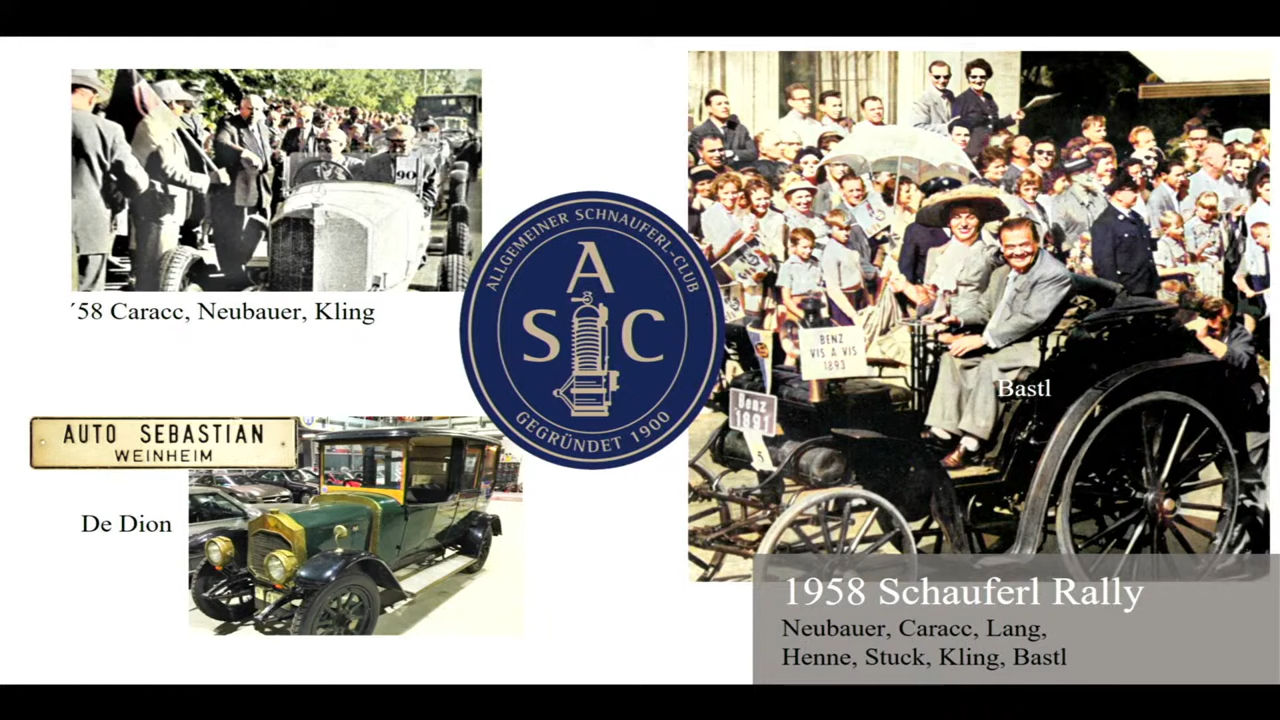 90
´58 Caracc, Neubauer, Kling
ALLGEMEINER SCHNAUFERL-CLUB
A
S C
GEGRÜNDET 1900
BENZ
VIS A VIS
1893
Benz
1891
5
Bastl
AUTO SEBASTIAN
WEINHEIM
De Dion
1958 Schauferl Rally
Neubauer, Caracc, Lang,
Henne, Stuck, Kling, Bastl